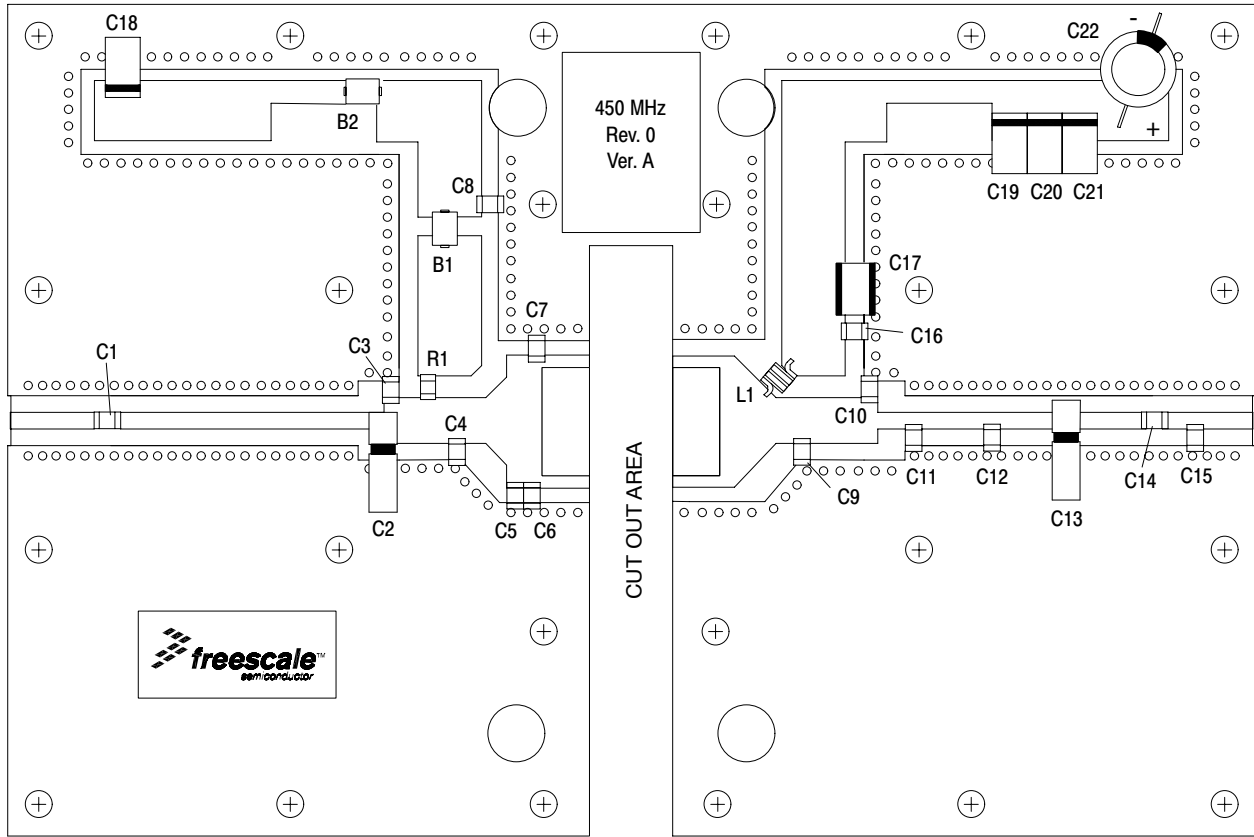 C18
C22
-
+
B2
450 MHz
Rev. 0
Ver. A
C8
C19 C20 C21
B1
C17
C7
C16
C3
R1
C1
L1
C10
C4
C11
C12
C14
C15
C9
C5 C6
C2
C13
CUT OUT AREA
freescale™
semiconductor